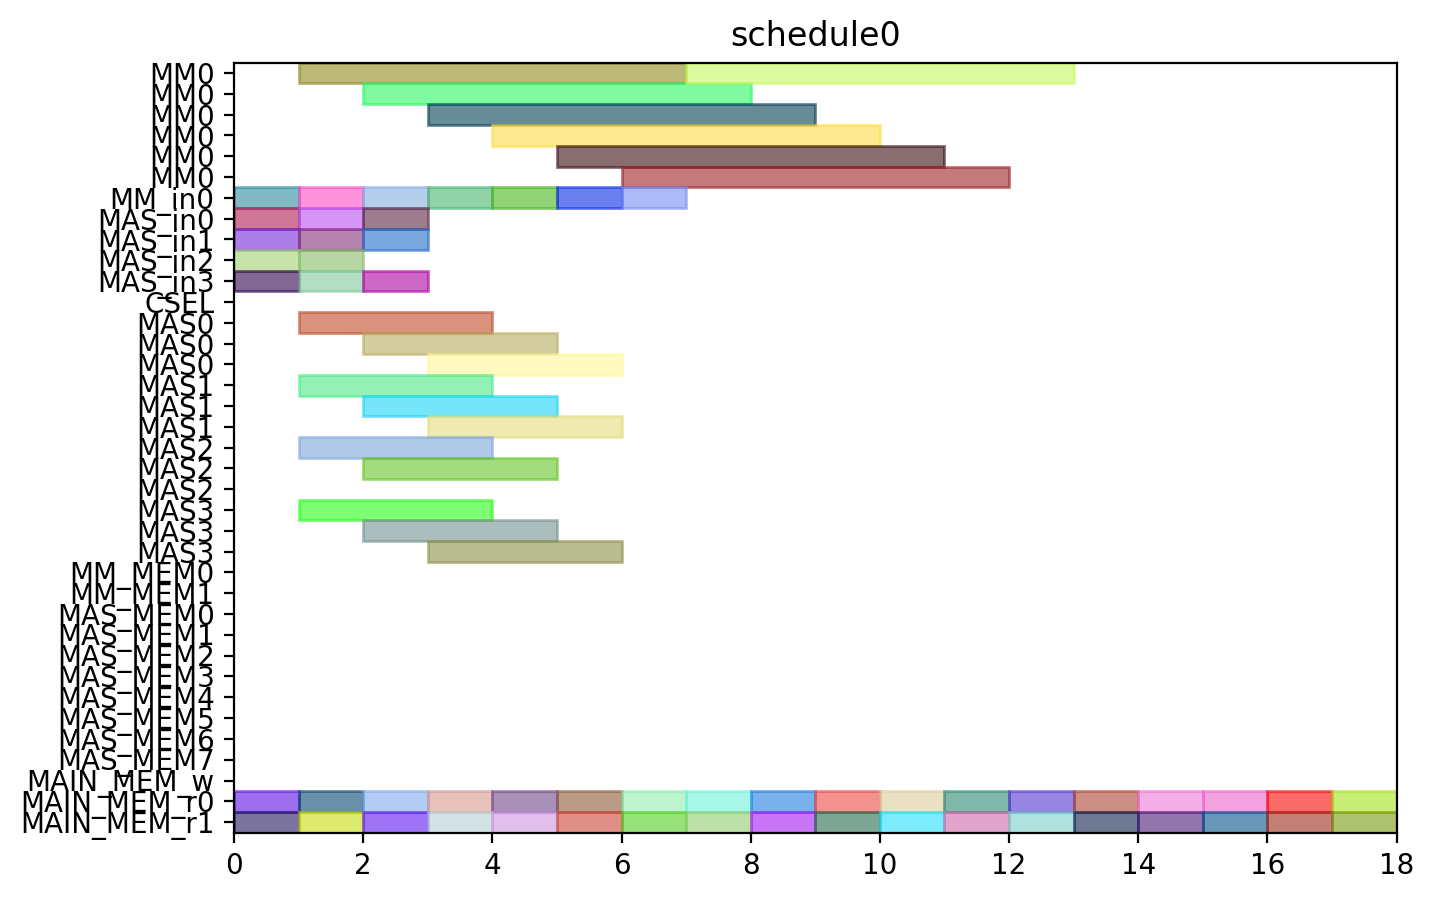 schedule0
MM0
MM0
MM0
MM0
MM0
MM0
MM_in0
MAS_in0
MAS_in1
MAS_in2
MAS_in3
CSEL
MAS0
MAS0
MAS0
MAS1
MAS1
MAS1
MAS2
MAS2
MAS2
MAS3
MAS3
MAS3
MM_MEM0
MM_MEM1
MAS_MEM0
MAS_MEM1
MAS_MEM2
MAS_MEM3
MAS_MEM4
MAS_MEM5
MAS_MEM6
MAS_MEM7
MAIN_MEM_w
MAIN_MEM_r0
MAIN_MEM_r1
0 2 4 6 8 10 12 14 16 18